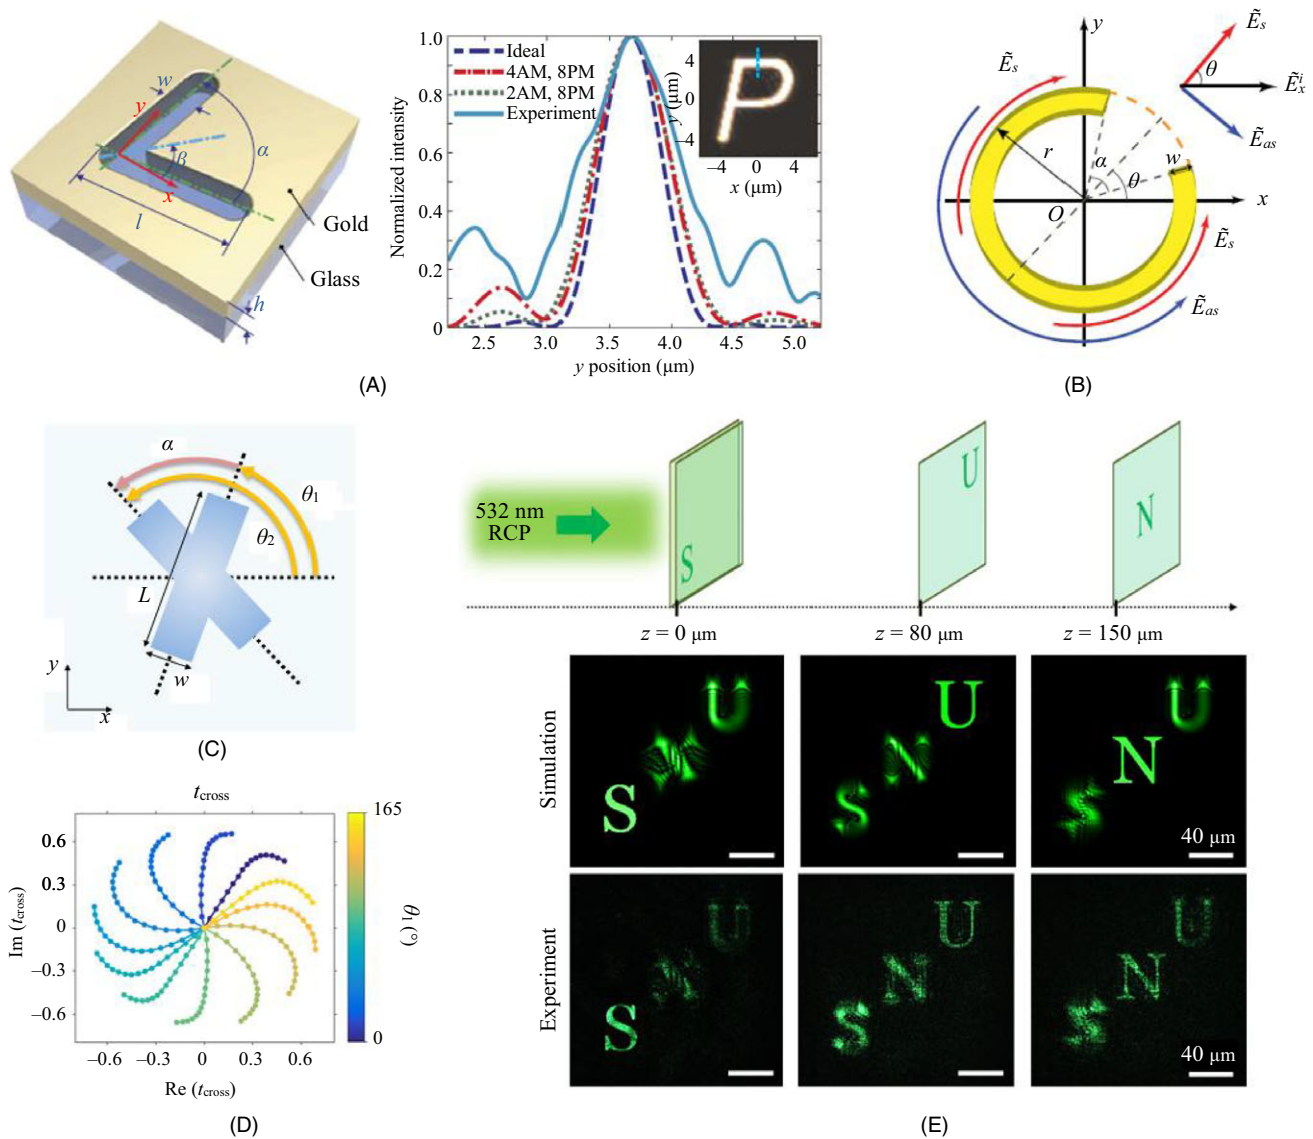 w
y
α
β
x
l
Gold
Glass
h
Normalized intensity
1.0
0.8
0.6
0.4
0.2
0
Ideal
4AM, 8PM
2AM, 8PM
Experiment
y (μm)
4
0
−4
−4 0 4
x (μm)
2.5 3.0 3.5 4.0 4.5 5.0
y position (μm)
(A)
y
Ẽs
θ
Ẽxi
Ẽas
Ẽs
r
α
w
θ
O
x
Ẽs
Ẽas
(B)
α
θ1
θ2
L
w
y
x
(C)
532 nm
RCP
S
U
N
z = 0 μm
z = 80 μm
z = 150 μm
Simulation
S N U
S N U
S N U
40 μm
Experiment
S N U
S N U
S N U
40 μm
(E)
tcross
165
0
θ1(°)
Im (tcross)
0.6
0.3
0
−0.3
−0.6
−0.6 −0.3 0 0.3 0.6
Re (tcross)
(D)